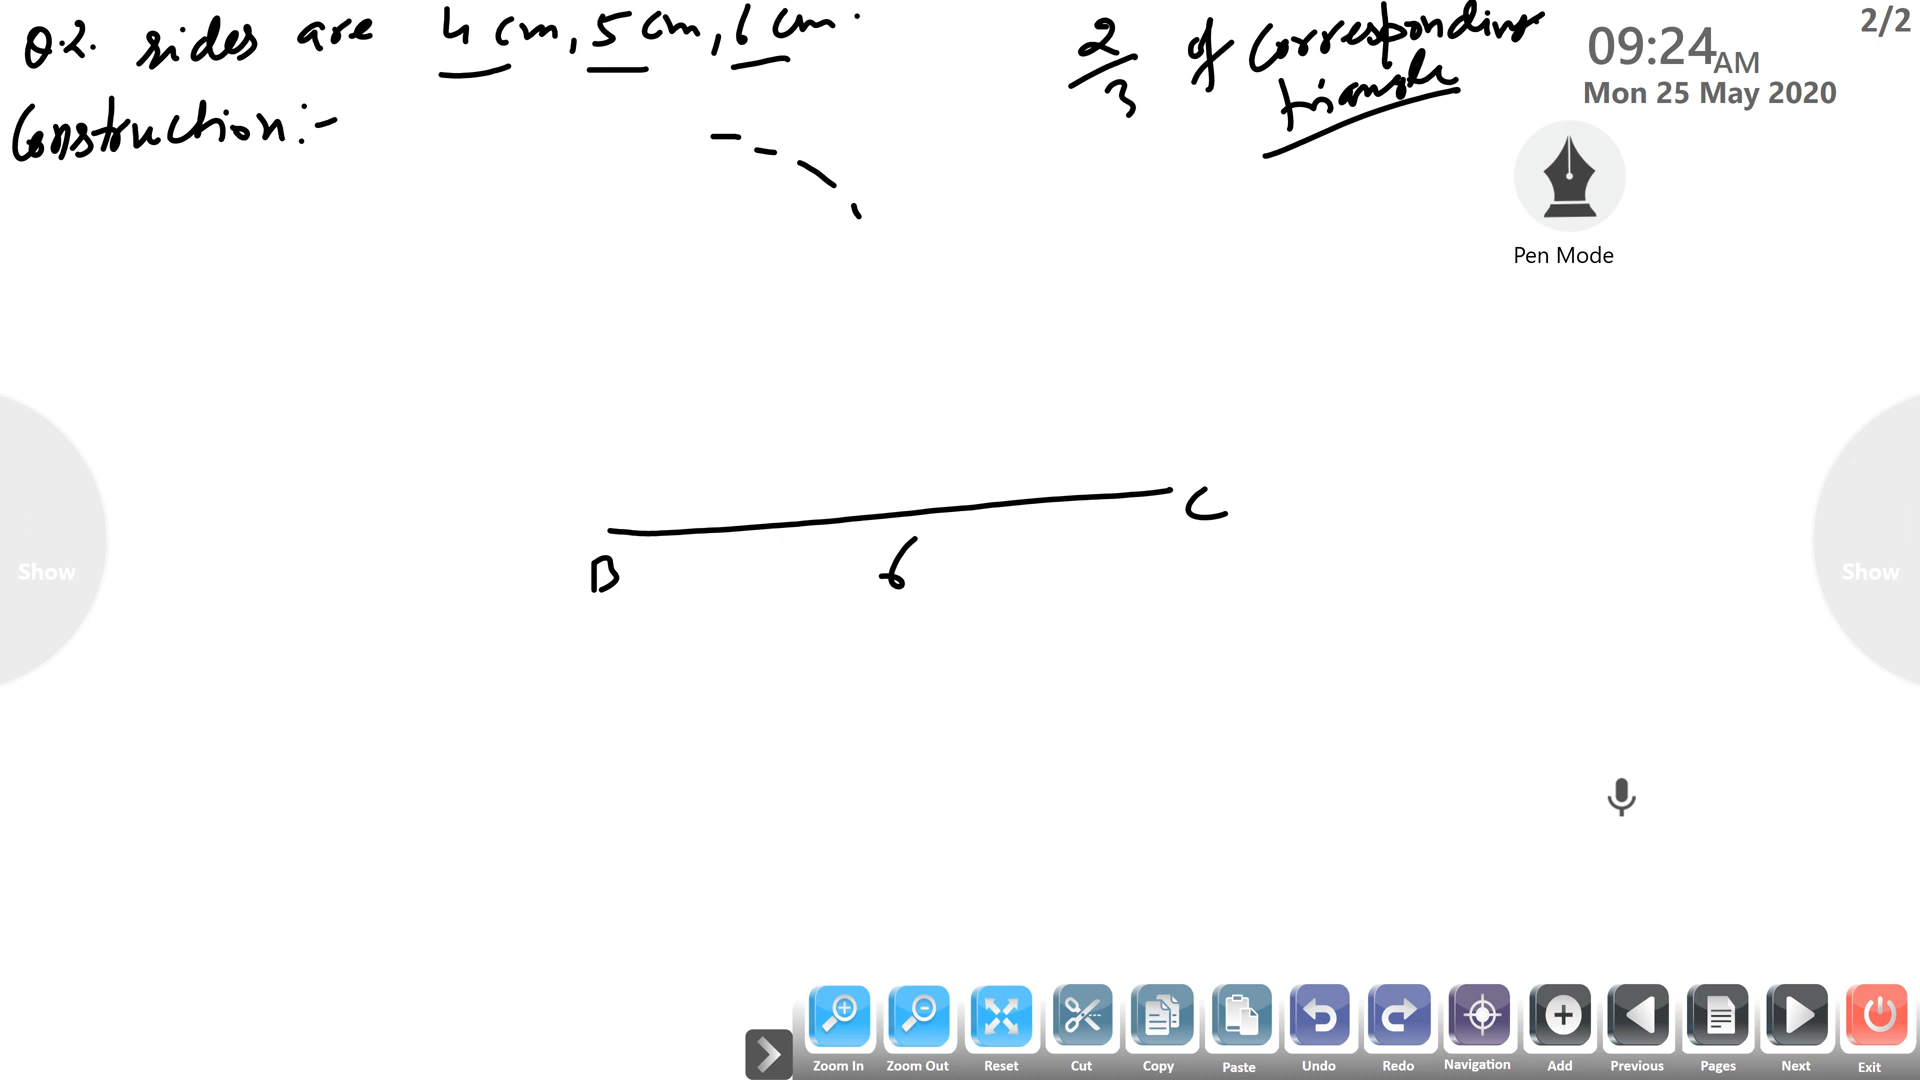 Q.2. sides are 4 cm, 5 cm, 6 cm. 2/3 of corresponding triangle
Construction:-
2/2
09:24 AM
Mon 25 May 2020
Pen Mode
Show
Show
B
6
C
Zoom In
Zoom Out
Reset
Cut
Copy
Paste
Undo
Redo
Navigation
Add
Previous
Pages
Next
Exit